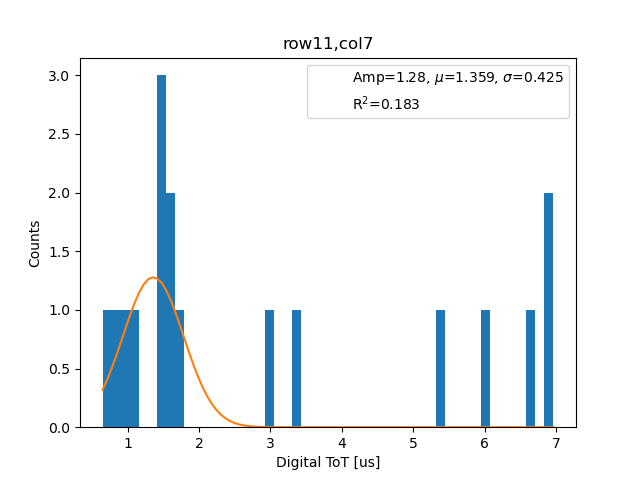 row11,col7
Amp=1.28, μ=1.359, σ=0.425
R²=0.183
3.0
2.5
2.0
1.5
1.0
0.5
0.0
Counts
1 2 3 4 5 6 7
Digital ToT [us]